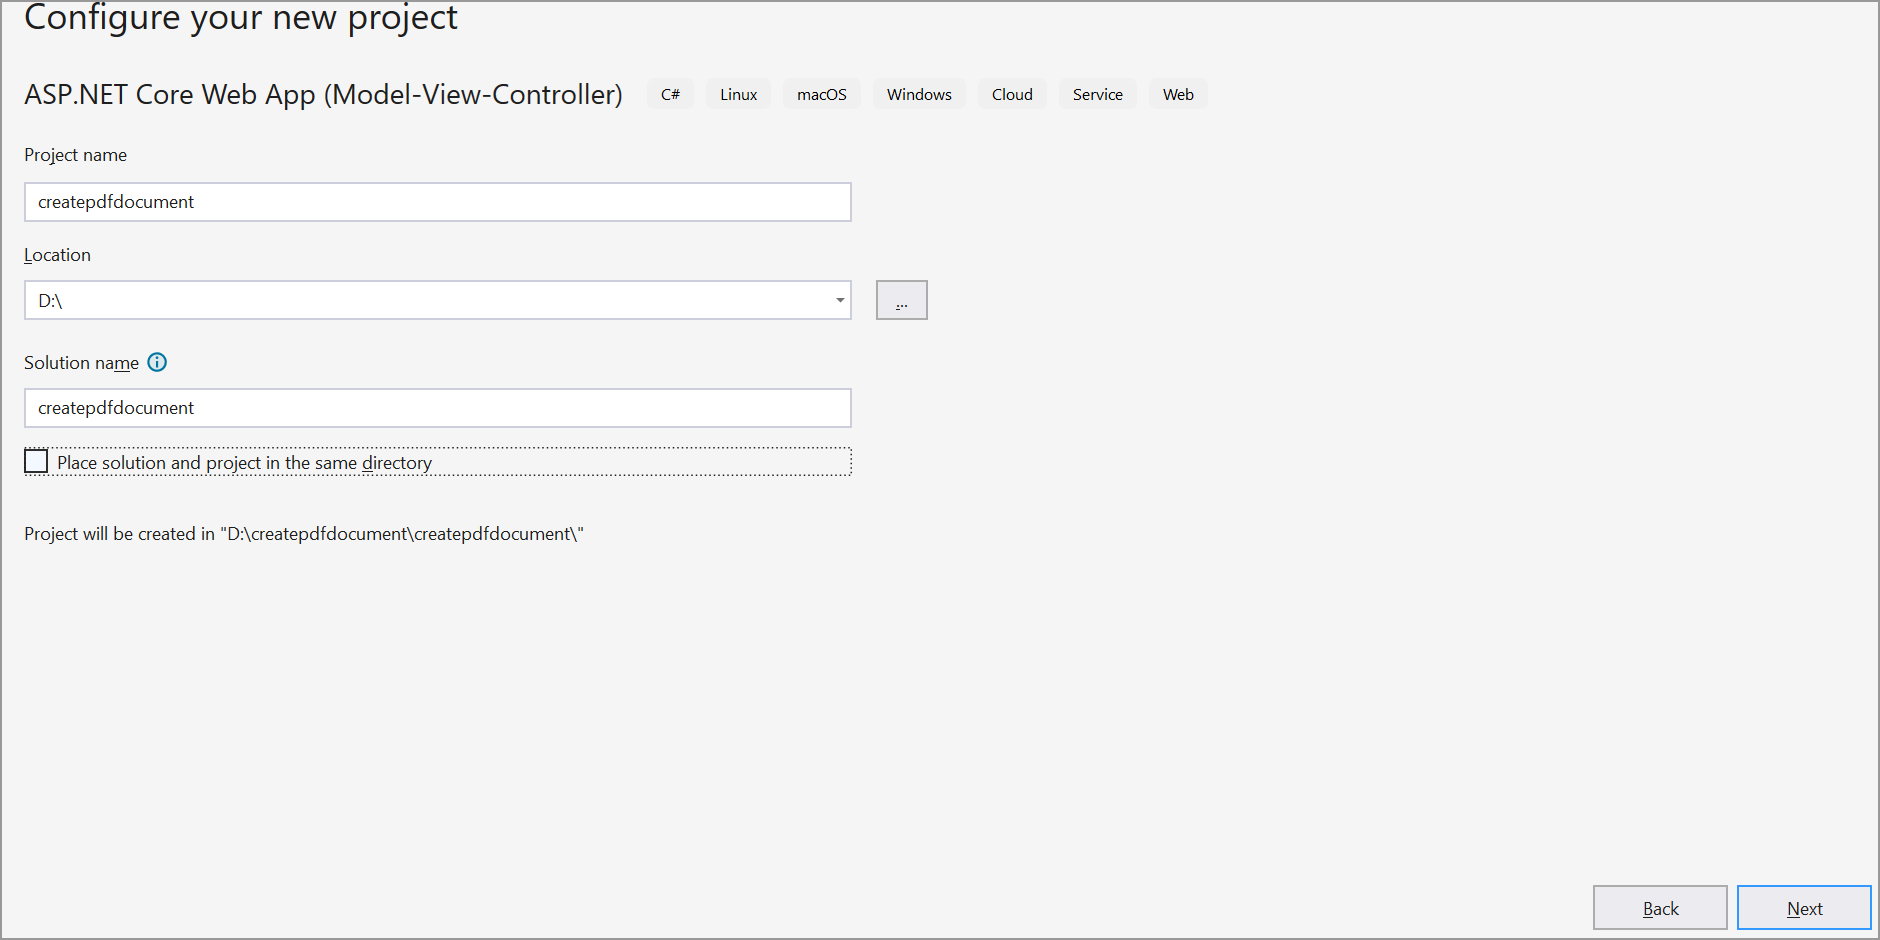 Configure your new project
ASP.NET Core Web App (Model-View-Controller) C# Linux macOS Windows Cloud Service Web
Project name
createpdfdocument
Location
D:\
...
Solution name
createpdfdocument
Place solution and project in the same directory
Project will be created in "D:\createpdfdocument\createpdfdocument\"
Back Next